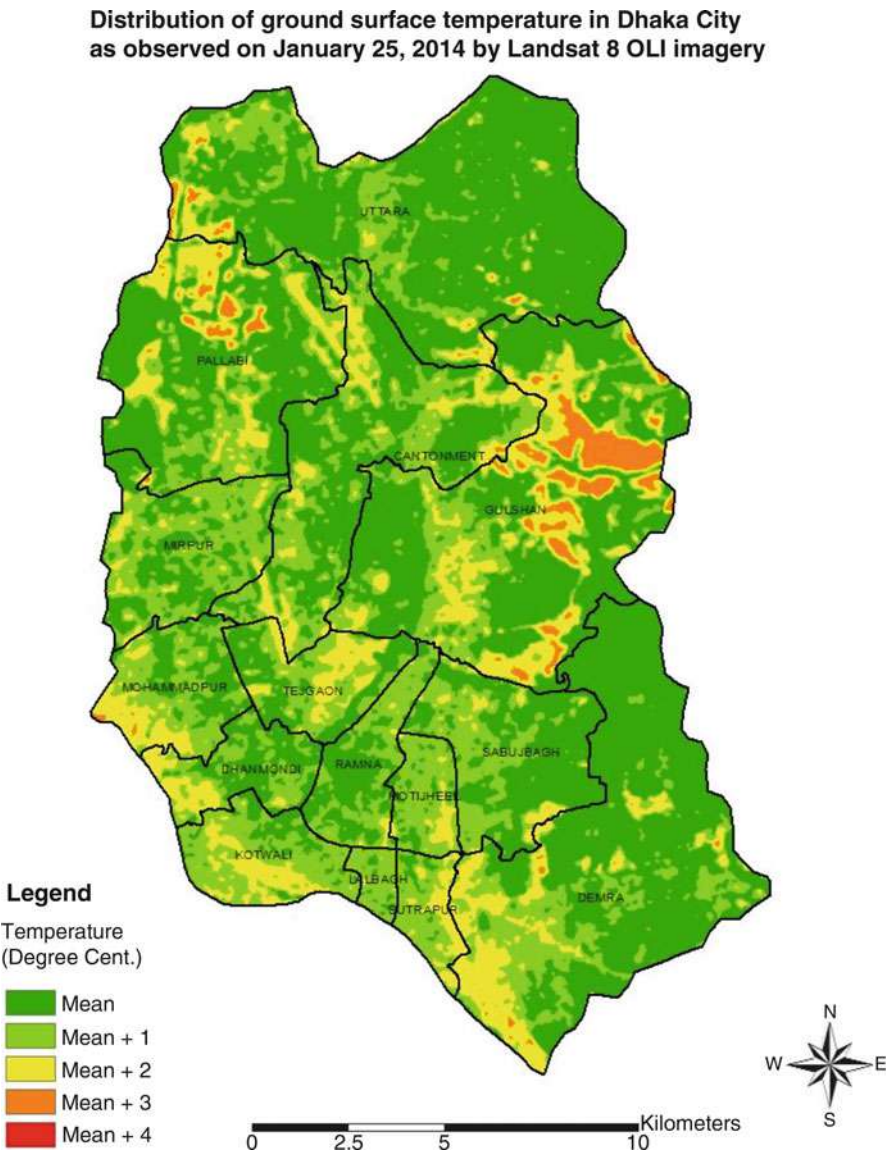 Distribution of ground surface temperature in Dhaka City
as observed on January 25, 2014 by Landsat 8 OLI imagery
UTTARA
PALLABI
CANTONMENT
GULSHAN
MIRPUR
MOHAMMADPUR
TEJGAON
SABUJBAGH
DHANMONDI
RAMNA
MOTIJHEEL
KOTWALI
LALBAGH
SUTRAPUR
DEMRA
Legend
Temperature
(Degree Cent.)
Mean
Mean + 1
Mean + 2
Mean + 3
Mean + 4
N
W E
S
Kilometers
0 2.5 5 10